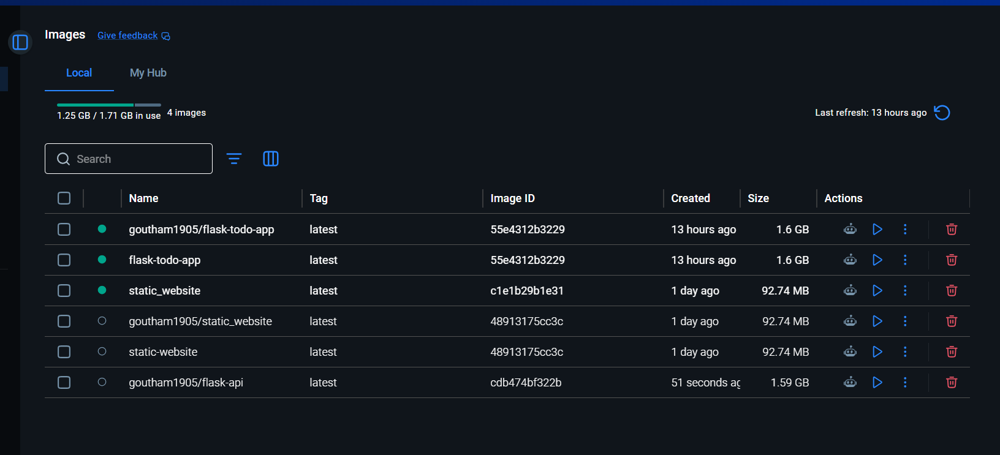 Images Give feedback
Local My Hub
1.25 GB / 1.71 GB in use 4 images Last refresh: 13 hours ago
Search
Name Tag Image ID Created Size Actions
goutham1905/flask-todo-app latest 55e4312b3229 13 hours ago 1.6 GB
flask-todo-app latest 55e4312b3229 13 hours ago 1.6 GB
static_website latest c1e1b29b1e31 1 day ago 92.74 MB
goutham1905/static_website latest 48913175cc3c 1 day ago 92.74 MB
static-website latest 48913175cc3c 1 day ago 92.74 MB
goutham1905/flask-api latest cdb474bf322b 51 seconds ag 1.59 GB